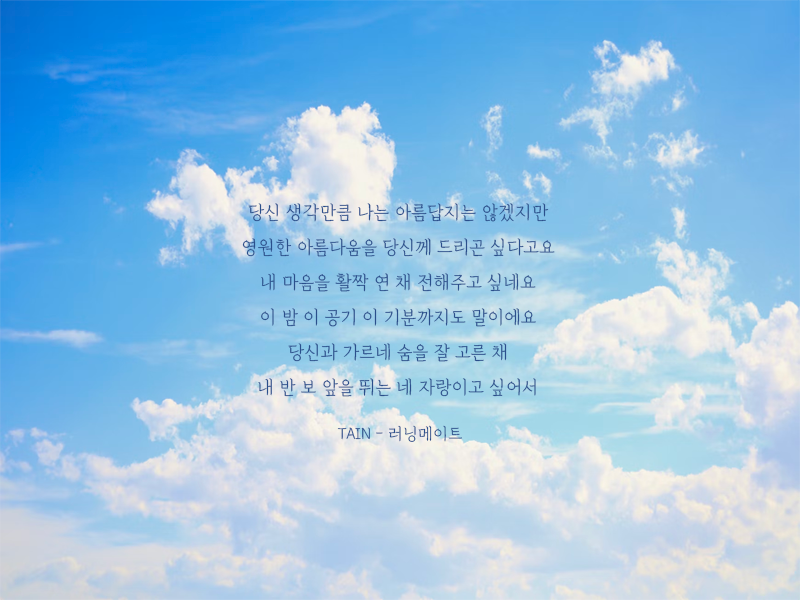 당신 생각만큼 나는 아름답지는 않겠지만
영원한 아름다움을 당신께 드리곤 싶다고요
내 마음을 활짝 연 채 전해주고 싶네요
이 밤 이 공기 이 기분까지도 말이에요
당신과 가르네 숨을 잘 고른 채
내 반 보 앞을 뛰는 네 자랑이고 싶어서
TAIN - 러닝메이트